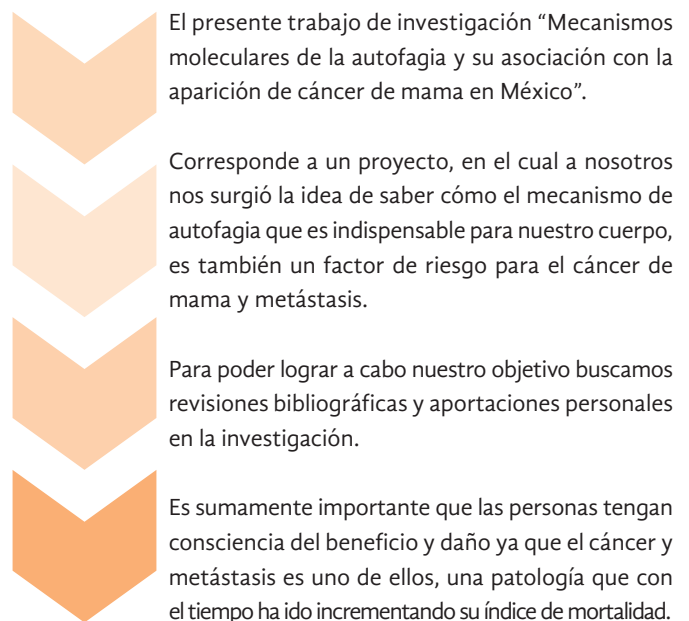 El presente trabajo de investigación “Mecanismos
moleculares de la autofagia y su asociación con la
aparición de cáncer de mama en México”.
Corresponde a un proyecto, en el cual a nosotros
nos surgió la idea de saber cómo el mecanismo de
autofagia que es indispensable para nuestro cuerpo,
es también un factor de riesgo para el cáncer de
mama y metástasis.
Para poder lograr a cabo nuestro objetivo buscamos
revisiones bibliográficas y aportaciones personales
en la investigación.
Es sumamente importante que las personas tengan
consciencia del beneficio y daño ya que el cáncer y
metástasis es uno de ellos, una patología que con
el tiempo ha ido incrementando su índice de mortalidad.